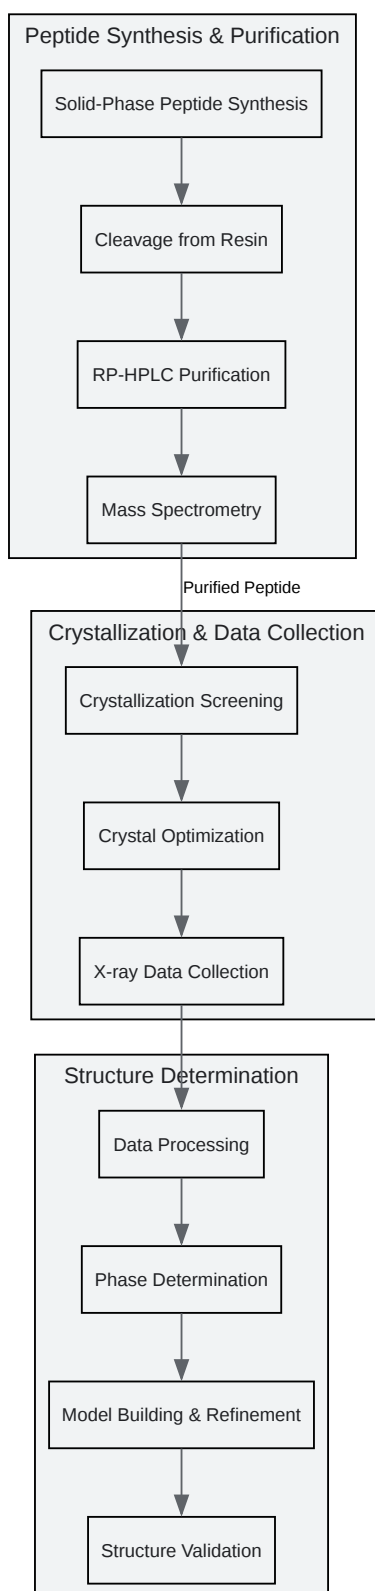 Peptide Synthesis & Purification
Solid-Phase Peptide Synthesis
Cleavage from Resin
RP-HPLC Purification
Mass Spectrometry
Purified Peptide
Crystallization & Data Collection
Crystallization Screening
Crystal Optimization
X-ray Data Collection
Structure Determination
Data Processing
Phase Determination
Model Building & Refinement
Structure Validation